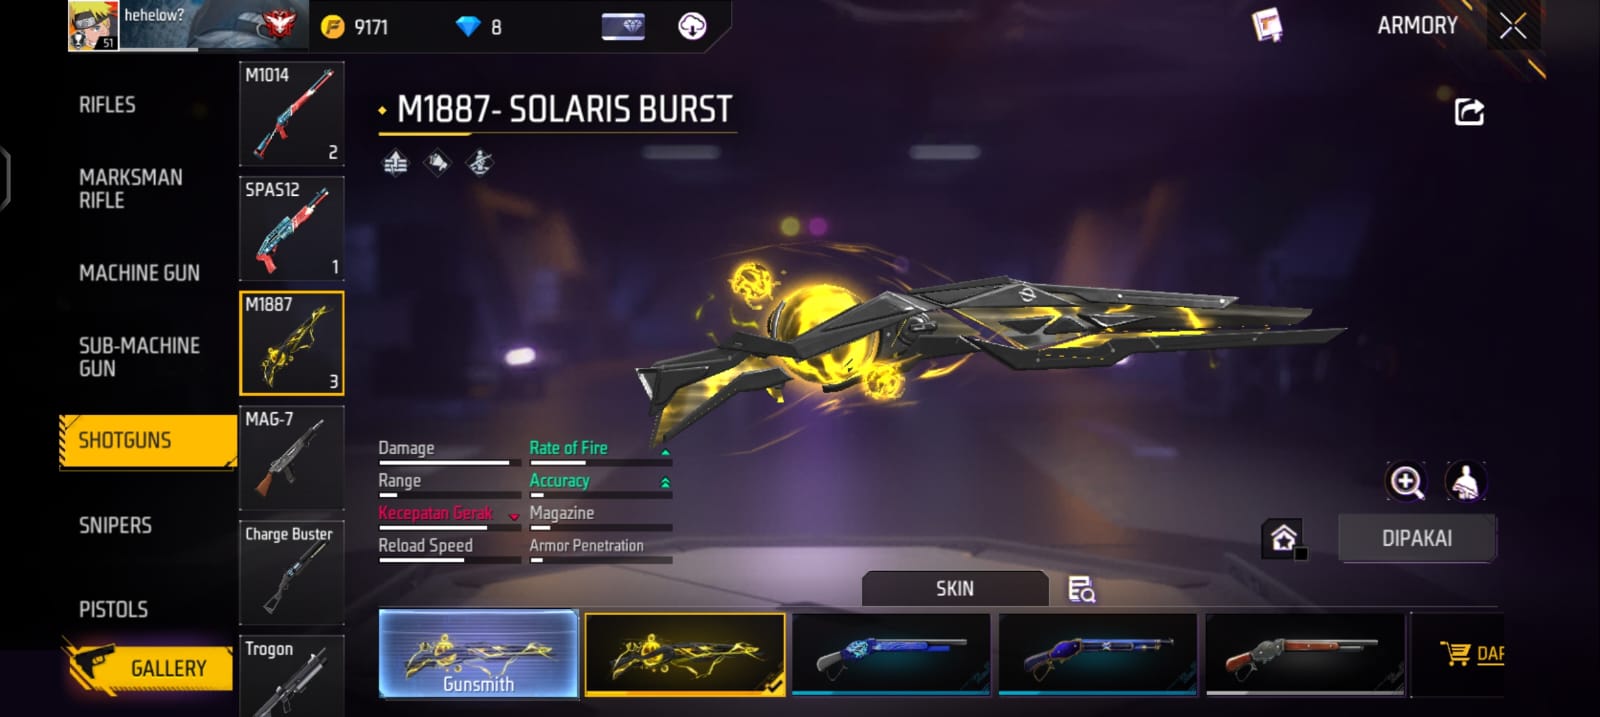 hehelow?
51
9171
8
ARMORY
RIFLES
MARKSMAN
RIFLE
MACHINE GUN
SUB-MACHINE
GUN
SHOTGUNS
SNIPERS
PISTOLS
GALLERY
M1014
2
SPAS12
1
M1887
3
MAG-7
Charge Buster
Trogon
M1887- SOLARIS BURST
Damage
Rate of Fire
Range
Accuracy
Kecepatan Gerak
Magazine
Reload Speed
Armor Penetration
DIPAKAI
SKIN
Gunsmith
DAF